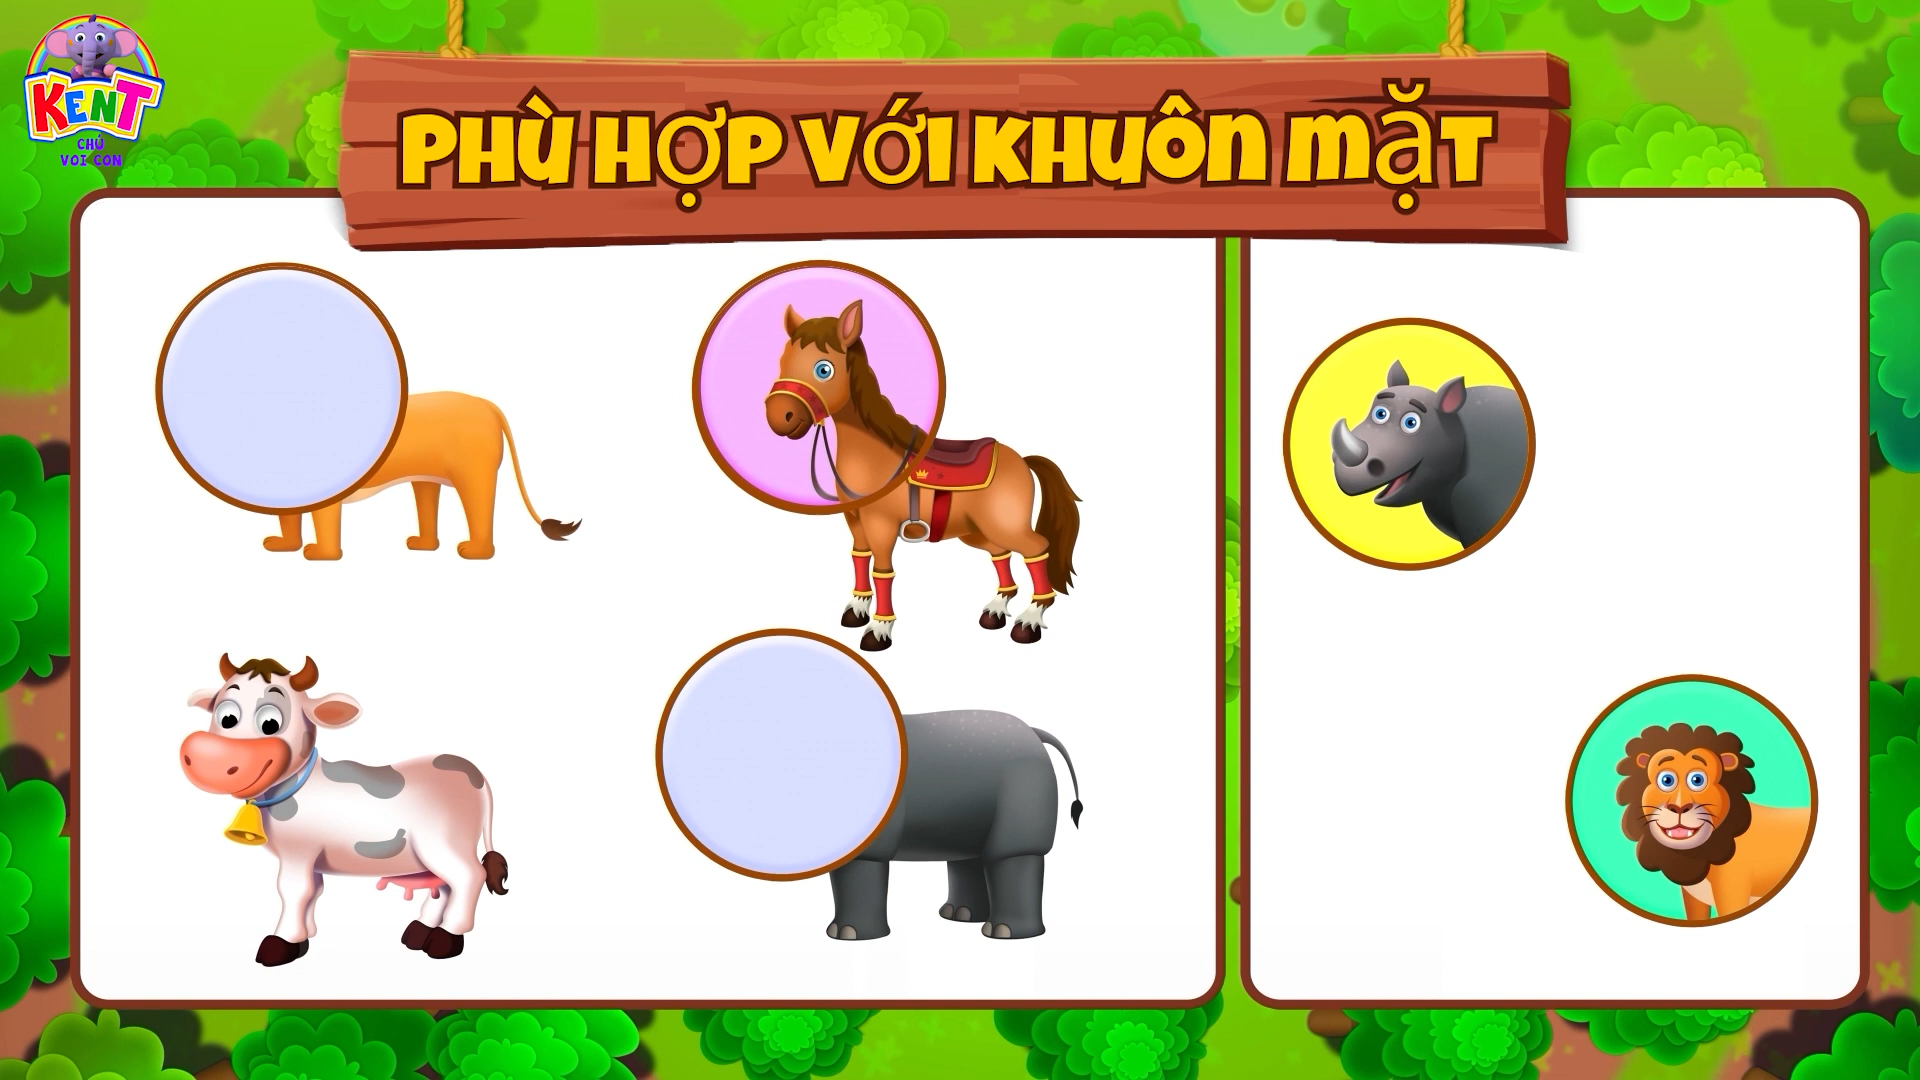 KENT
CHÚ
VOI CON
PHÙ HỢP VỚI KHUÔN MẶT